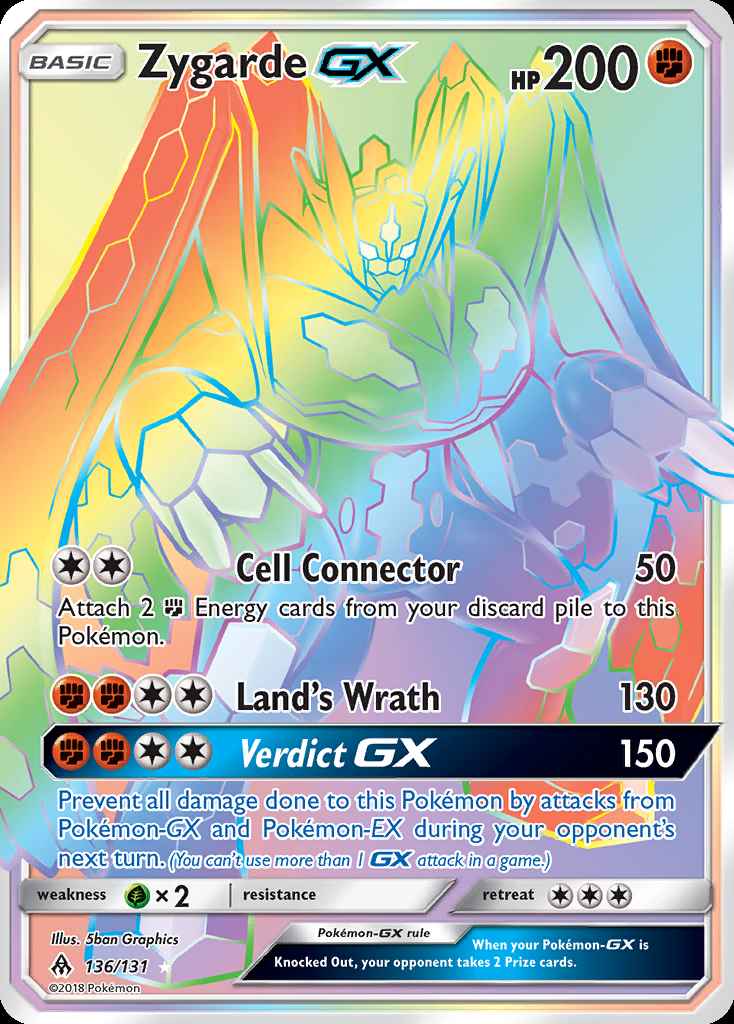 BASIC Zygarde GX HP 200
Cell Connector 50
Attach 2 Energy cards from your discard pile to this
Pokémon.
Land's Wrath 130
Verdict GX 150
Prevent all damage done to this Pokémon by attacks from
Pokémon-GX and Pokémon-EX during your opponent's
next turn. (You can't use more than 1 GX attack in a game.)
weakness ×2 resistance retreat
Illus. 5ban Graphics
136/131
©2018 Pokémon
Pokémon-GX rule
When your Pokémon-GX is
Knocked Out, your opponent takes 2 Prize cards.